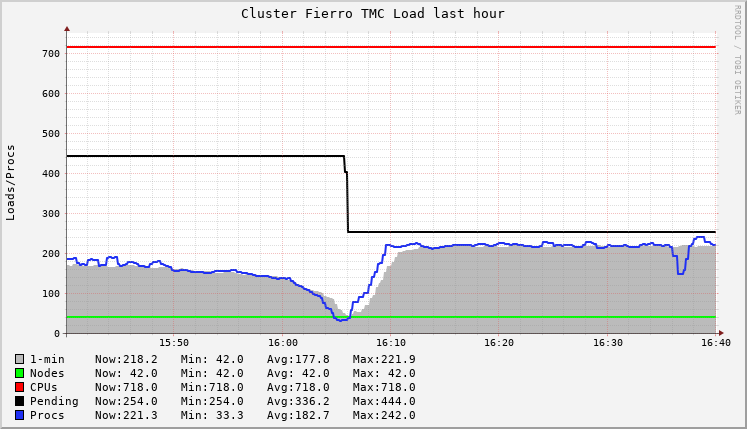 Cluster Fierro TMC Load last hour
RRDTOOL / TOBI OETIKER
Loads/Procs
700
600
500
400
300
200
100
0
15:50 16:00 16:10 16:20 16:30 16:40
1-min Now:218.2 Min: 42.0 Avg:177.8 Max:221.9
Nodes Now: 42.0 Min: 42.0 Avg: 42.0 Max: 42.0
CPUs Now:718.0 Min:718.0 Avg:718.0 Max:718.0
Pending Now:254.0 Min:254.0 Avg:336.2 Max:444.0
Procs Now:221.3 Min: 33.3 Avg:182.7 Max:242.0